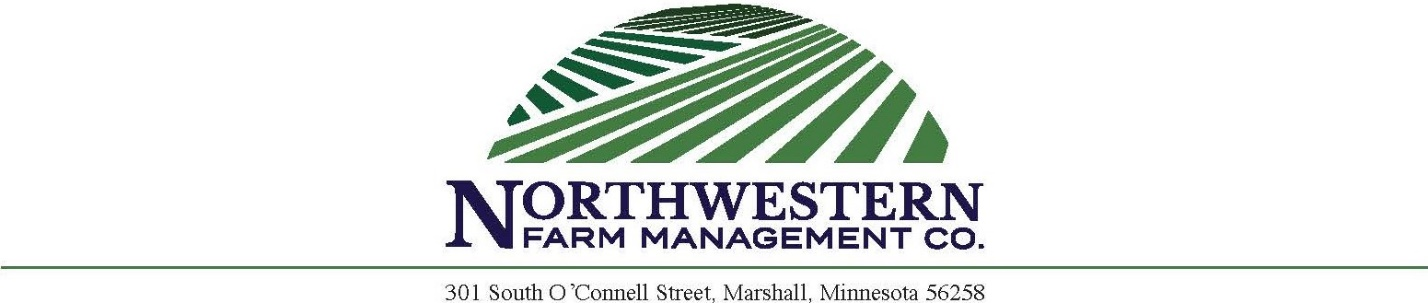 NORTHWESTERN
FARM MANAGEMENT CO.
301 South O'Connell Street, Marshall, Minnesota 56258